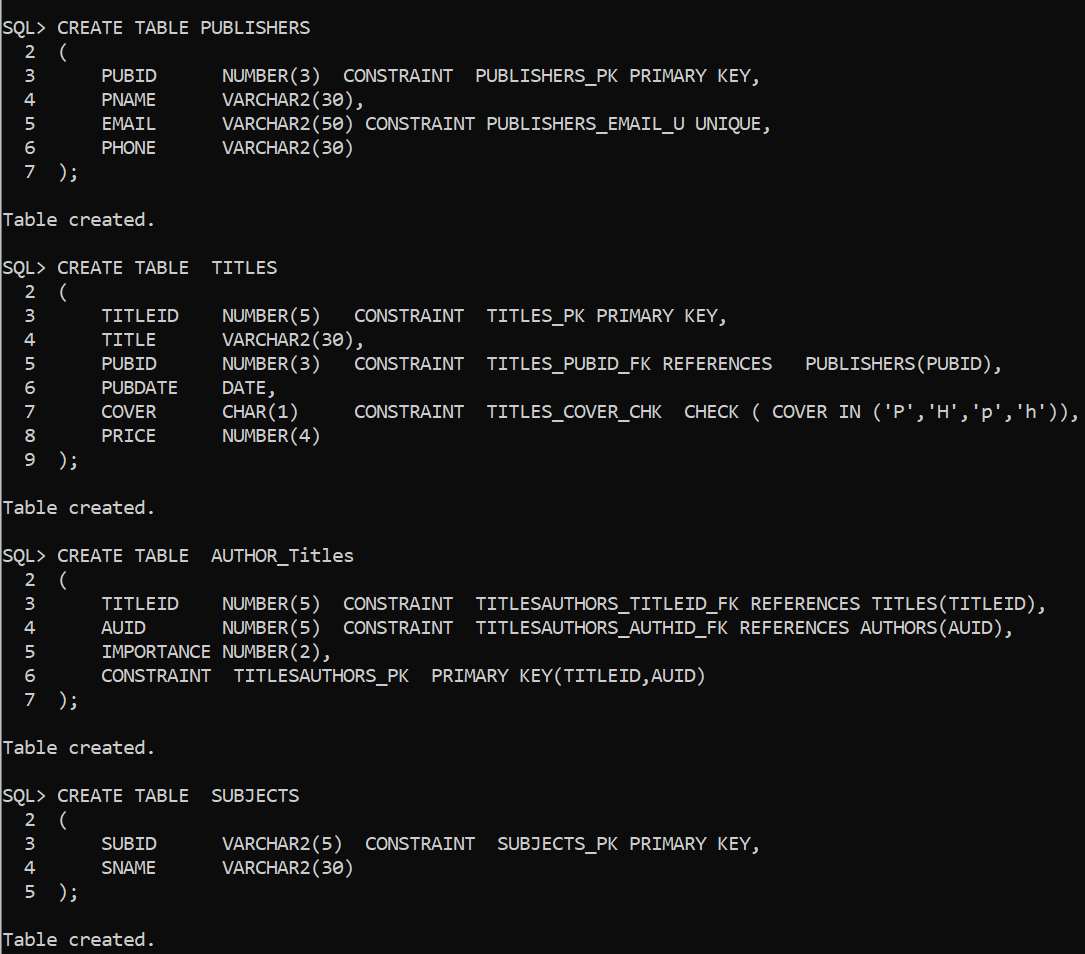 SQL> CREATE TABLE PUBLISHERS
  2  (
  3      PUBID      NUMBER(3)  CONSTRAINT  PUBLISHERS_PK PRIMARY KEY,
  4      PNAME      VARCHAR2(30),
  5      EMAIL      VARCHAR2(50) CONSTRAINT PUBLISHERS_EMAIL_U UNIQUE,
  6      PHONE      VARCHAR2(30)
  7  );
Table created.
SQL> CREATE TABLE  TITLES
  2  (
  3      TITLEID    NUMBER(5)   CONSTRAINT  TITLES_PK PRIMARY KEY,
  4      TITLE      VARCHAR2(30),
  5      PUBID      NUMBER(3)   CONSTRAINT  TITLES_PUBID_FK REFERENCES   PUBLISHERS(PUBID),
  6      PUBDATE    DATE,
  7      COVER      CHAR(1)     CONSTRAINT  TITLES_COVER_CHK  CHECK ( COVER IN ('P','H','p','h')),
  8      PRICE      NUMBER(4)
  9  );
Table created.
SQL> CREATE TABLE  AUTHOR_Titles
  2  (
  3      TITLEID    NUMBER(5)  CONSTRAINT  TITLESAUTHORS_TITLEID_FK REFERENCES TITLES(TITLEID),
  4      AUID       NUMBER(5)  CONSTRAINT  TITLESAUTHORS_AUTHID_FK REFERENCES AUTHORS(AUID),
  5      IMPORTANCE NUMBER(2),
  6      CONSTRAINT  TITLESAUTHORS_PK  PRIMARY KEY(TITLEID,AUID)
  7  );
Table created.
SQL> CREATE TABLE  SUBJECTS
  2  (
  3      SUBID      VARCHAR2(5)  CONSTRAINT  SUBJECTS_PK PRIMARY KEY,
  4      SNAME      VARCHAR2(30)
  5  );
Table created.